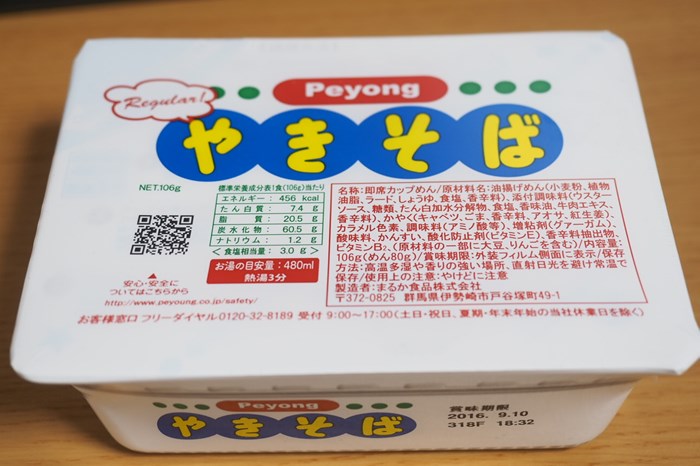 Peyong
Regular!
やきそば
NET.106g
標準栄養成分表1食(106g)当たり
エネルギー: 456 kcal
たん白質: 7.4 g
脂 質: 20.5 g
炭水化物: 60.5 g
ナトリウム: 1.2 g
<食塩相当量: 3.0 g>
お湯の目安量:480ml
熱湯3分
安心・安全に
ついてはこちらから
http://www.peyoung.co.jp/safety/
名称:即席カップめん/原材料名:油揚げめん(小麦粉、植物
油脂、ラード、しょうゆ、食塩、香辛料)、添付調味料(ウスター
ソース、糖類、たん白加水分解物、食塩、香味油、牛肉エキス、
香辛料)、かやく(キャベツ、ごま、香辛料、アオサ、紅生姜)、
カラメル色素、調味料(アミノ酸等)、増粘剤(グァーガム)、
酸味料、かんすい、酸化防止剤(ビタミンE)、香辛料抽出物、
ビタミンB₂、(原材料の一部に大豆、りんごを含む)/内容量:
106g(めん80g)/賞味期限:外装フィルム側面に表示/保存
方法:高温多湿や香りの強い場所、直射日光を避け常温で
保存/使用上の注意:やけどに注意
製造者:まるか食品株式会社
〒372-0825 群馬県伊勢崎市戸谷塚町49-1
お客様窓口 フリーダイヤル0120-32-8189 受付 9:00~17:00(土日・祝日、夏期・年末年始の当社休業日を除く)
Peyong
やきそば
賞味期限
2016. 9.10
318F 18:32